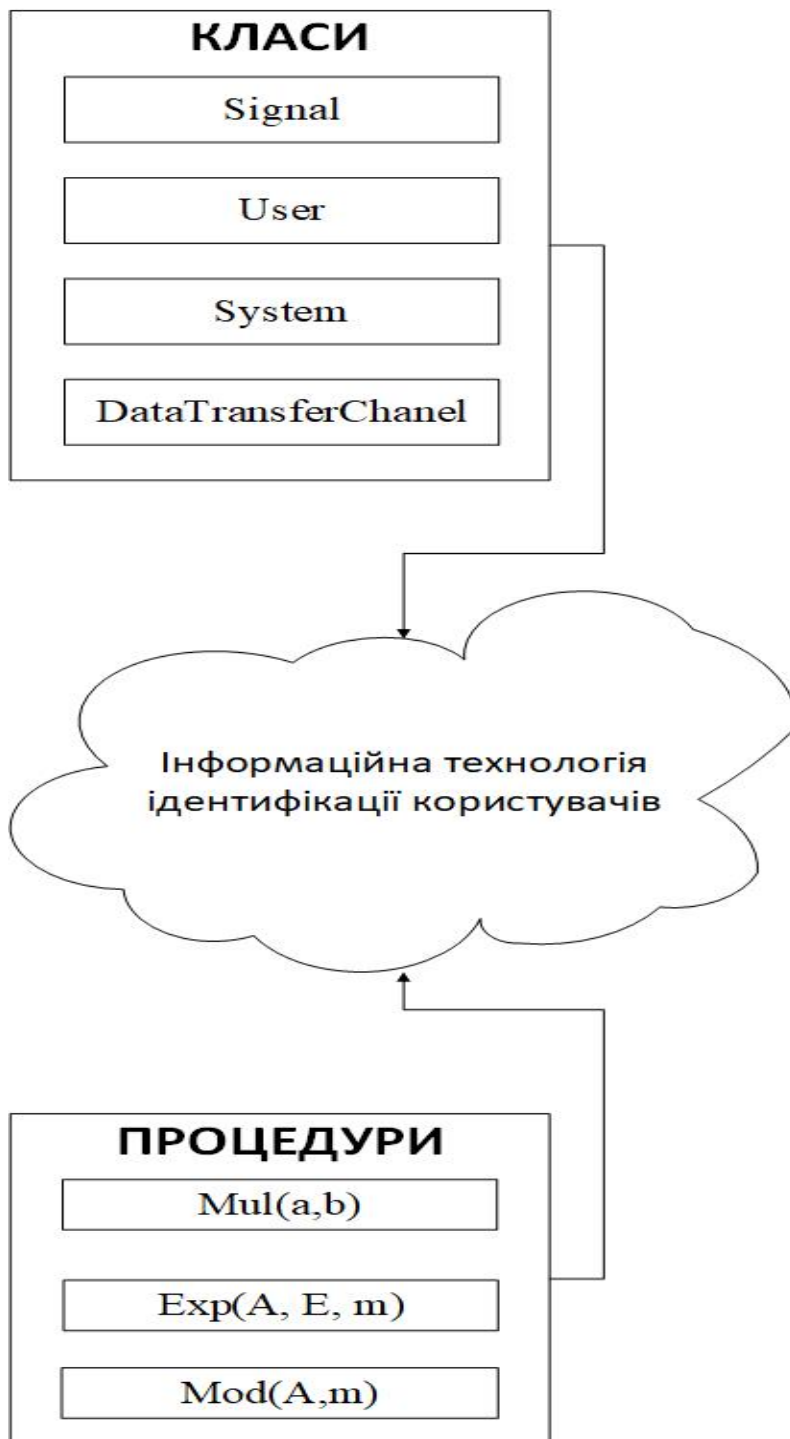 КЛАСИ
Signal
User
System
DataTransferChanel
Інформаційна технологія
ідентифікації користувачів
ПРОЦЕДУРИ
Mul(a,b)
Exp(A, E, m)
Mod(A,m)